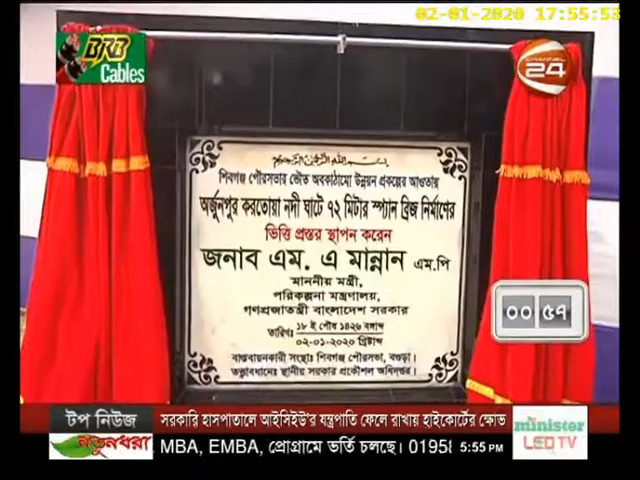 02-01-2020 17:55:53
BRB
Cables
CHANNEL
24
بسم الله الرحمن الرحيم
শিবগঞ্জ পৌরসভার ভৌত অবকাঠামো উন্নয়ন প্রকল্পের আওতায়
অর্জুনপুর করতোয়া নদী ঘাটে ৭২ মিটার স্প্যান ব্রিজ নির্মাণের
ভিত্তি প্রস্তর স্থাপন করেন
জনাব এম. এ মান্নান এম.পি
মাননীয় মন্ত্রী,
পরিকল্পনা মন্ত্রণালয়,
গণপ্রজাতন্ত্রী বাংলাদেশ সরকার
তারিখঃ ১৮ ই পৌষ ১৪২৬ বঙ্গাব্দ
০২-০১-২০২০ খ্রিষ্টাব্দ
বাস্তবায়নকারী সংস্থাঃ শিবগঞ্জ পৌরসভা, বগুড়া।
তত্ত্বাবধানেঃ স্থানীয় সরকার প্রকৌশল অধিদপ্তর।
০০ ৫৭
টপ নিউজ সরকারি হাসপাতালে আইসিইউ'র যন্ত্রপাতি ফেলে রাখায় হাইকোর্টের ক্ষোভ
নতুনধরা MBA, EMBA, প্রোগ্রামে ভর্তি চলছে। 01958 5:55 PM
minister
LED TV